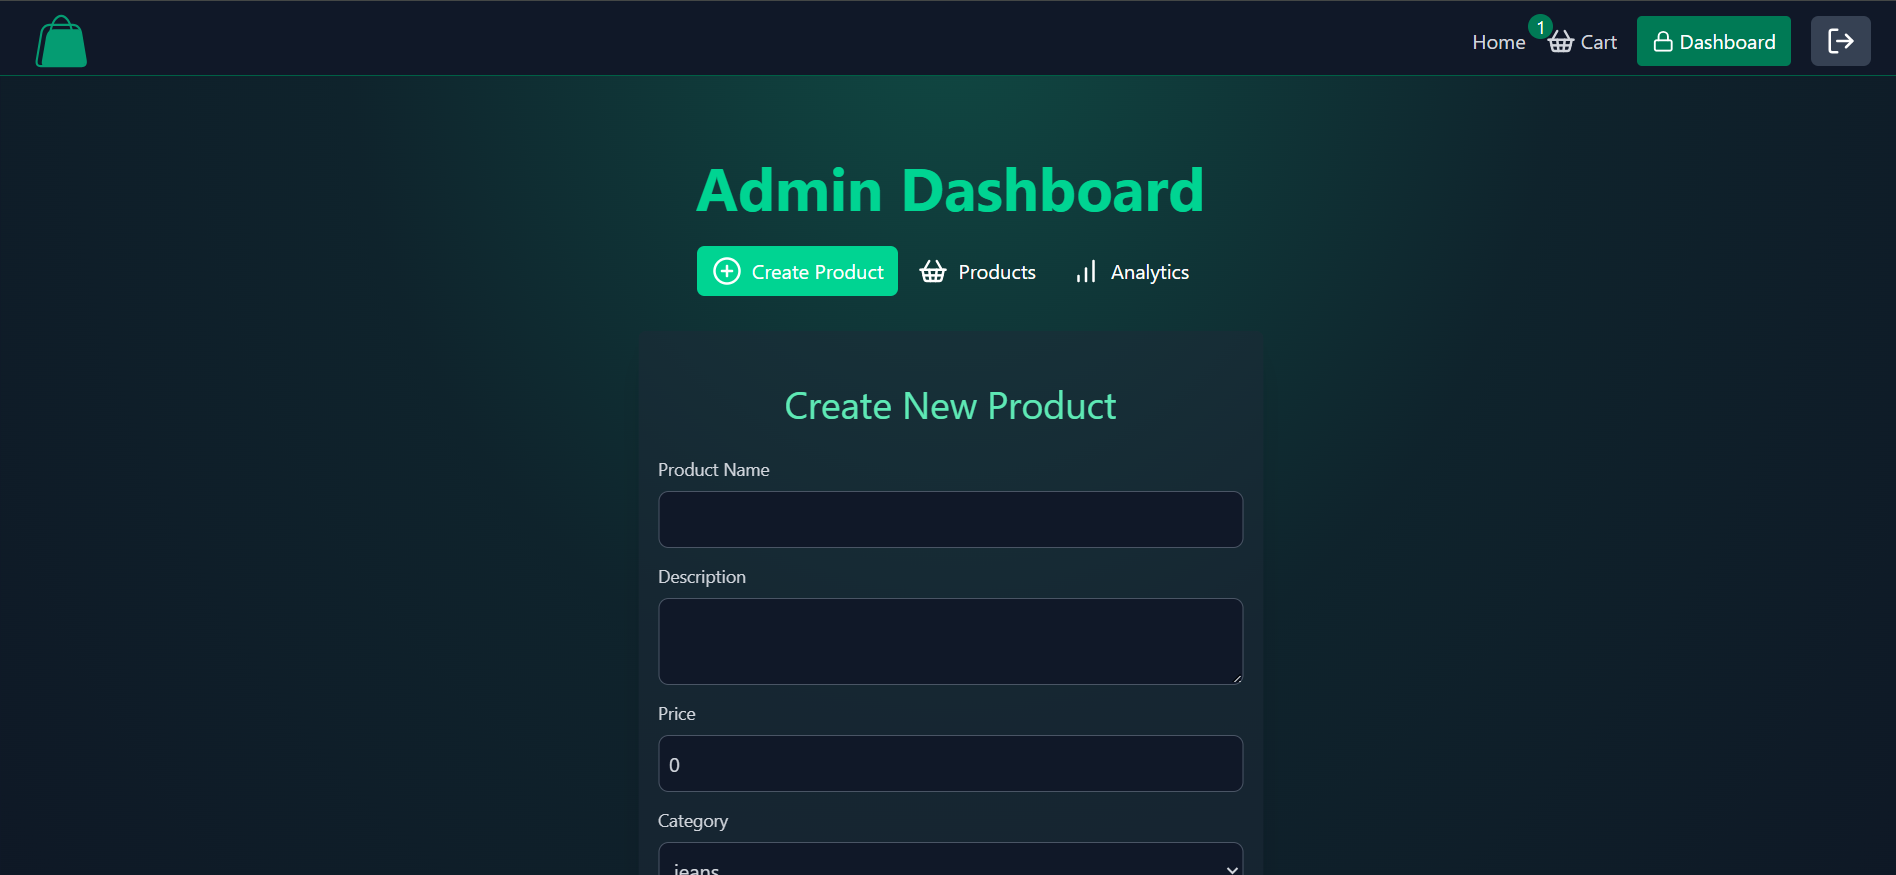 Home 1 Cart Dashboard
Admin Dashboard
Create Product Products Analytics
Create New Product
Product Name
Description
Price
0
Category
jeans